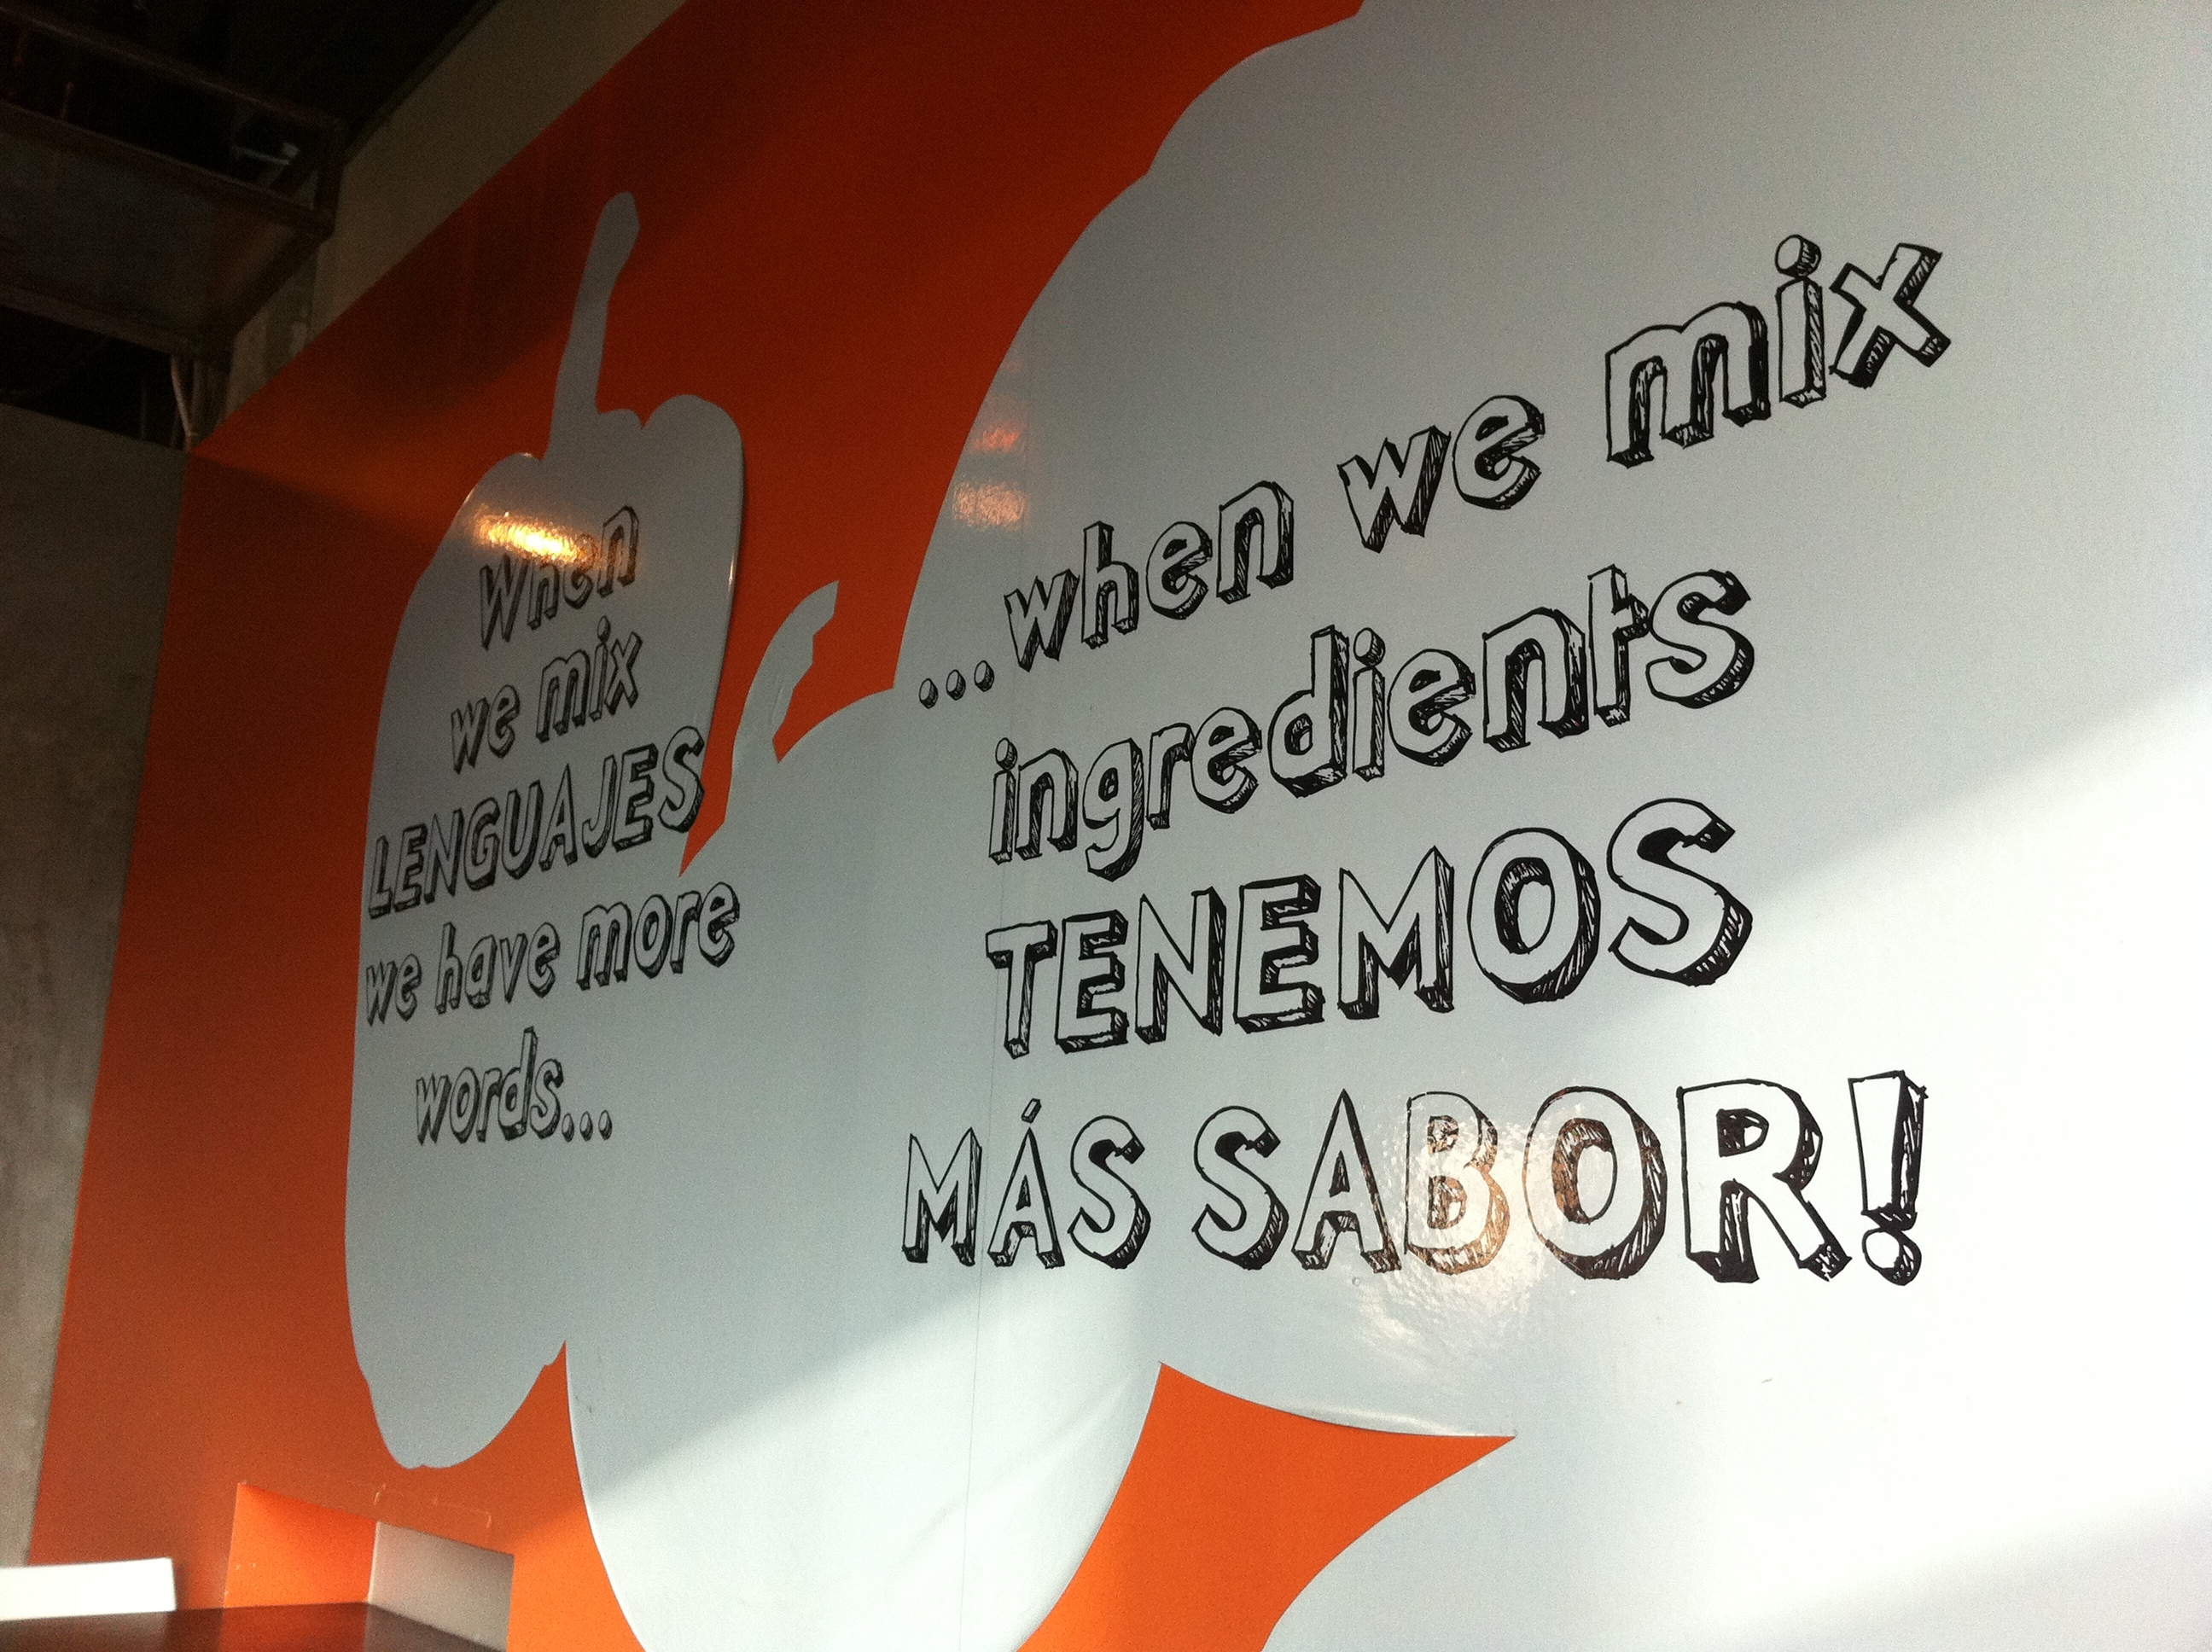 When
we mix
LENGUAJES
we have more
words...
...when we mix
ingredients
TENEMOS
MÁS SABOR!